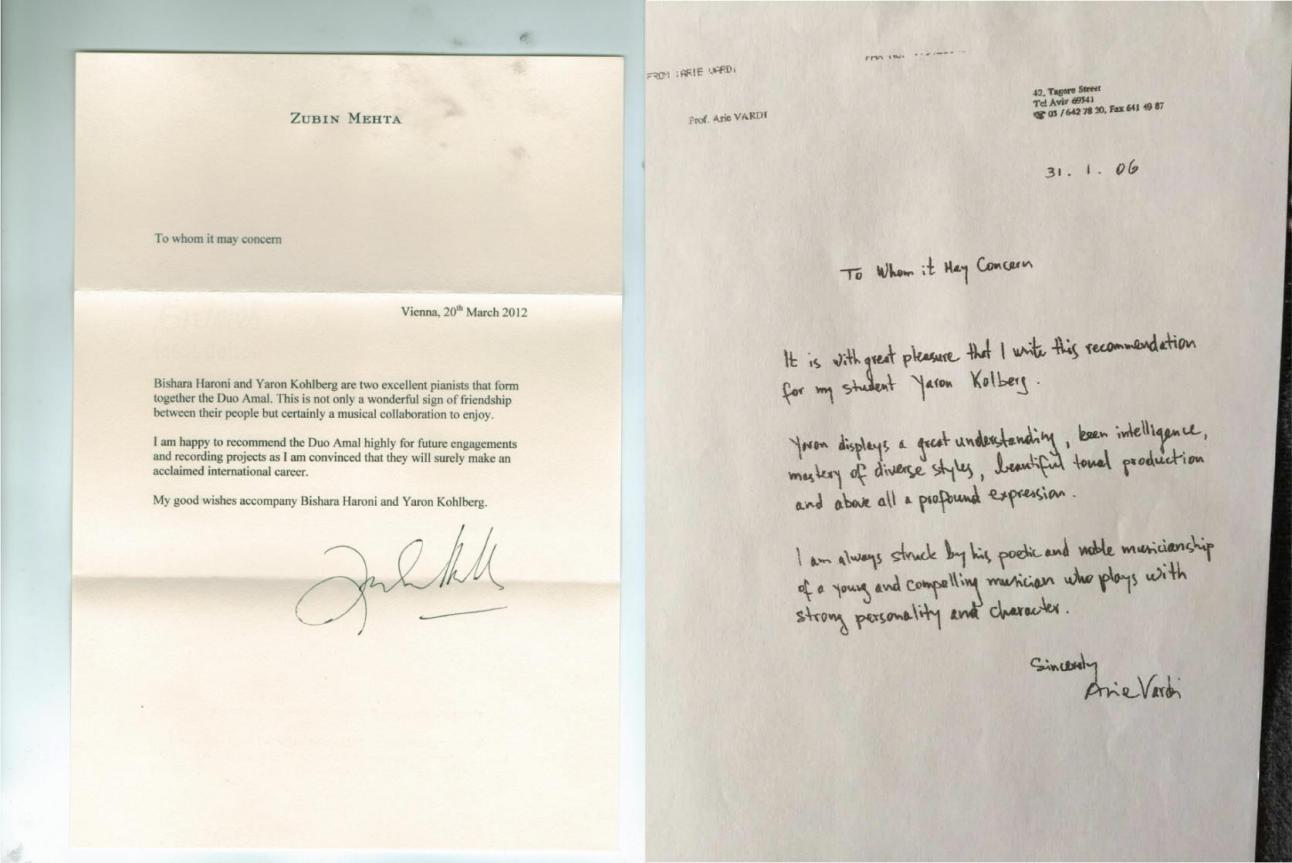 ZUBIN MEHTA
To whom it may concern
Vienna, 20th March 2012
Bishara Haroni and Yaron Kohlberg are two excellent pianists that form
together the Duo Amal. This is not only a wonderful sign of friendship
between their people but certainly a musical collaboration to enjoy.
I am happy to recommend the Duo Amal highly for future engagements
and recording projects as I am convinced that they will surely make an
acclaimed international career.
My good wishes accompany Bishara Haroni and Yaron Kohlberg.
FROM :ARIE VARDI
Prof. Arie VARDI
42, Tagore Street
Tel Aviv 69341
☎ 03 / 642 78 20, Fax 641 49 87
31. 1. 06
To Whom it May Concern
It is with great pleasure that I write this recommendation
for my student Yaron Kolberg.
Yaron displays a great understanding, keen intelligence,
mastery of diverse styles, beautiful tonal production
and above all a profound expression.
I am always struck by his poetic and noble musicianship
of a young and compelling musician who plays with
strong personality and character.
Sincerely
Arie Vardi